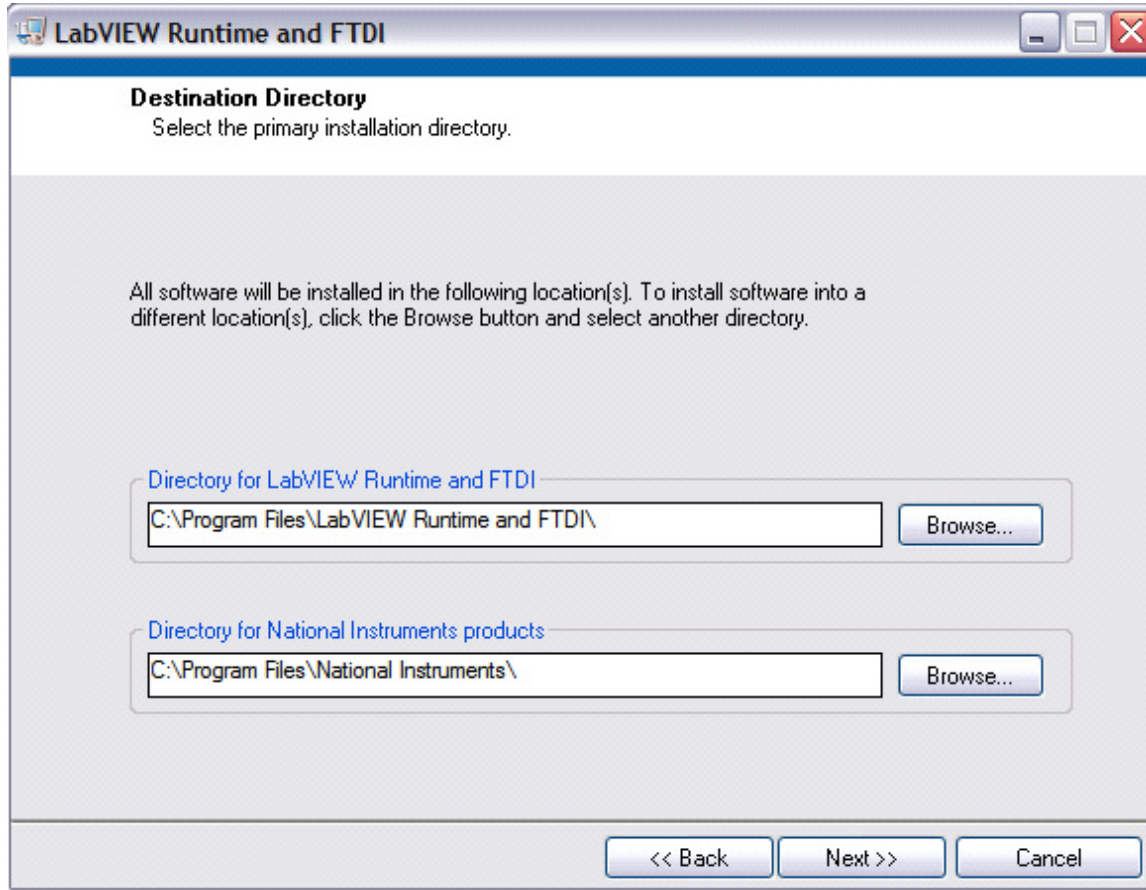 LabVIEW Runtime and FTDI
Destination Directory
Select the primary installation directory.
All software will be installed in the following location(s). To install software into a
different location(s), click the Browse button and select another directory.
Directory for LabVIEW Runtime and FTDI
C:\Program Files\LabVIEW Runtime and FTDI\
Browse...
Directory for National Instruments products
C:\Program Files\National Instruments\
Browse...
<< Back
Next >>
Cancel